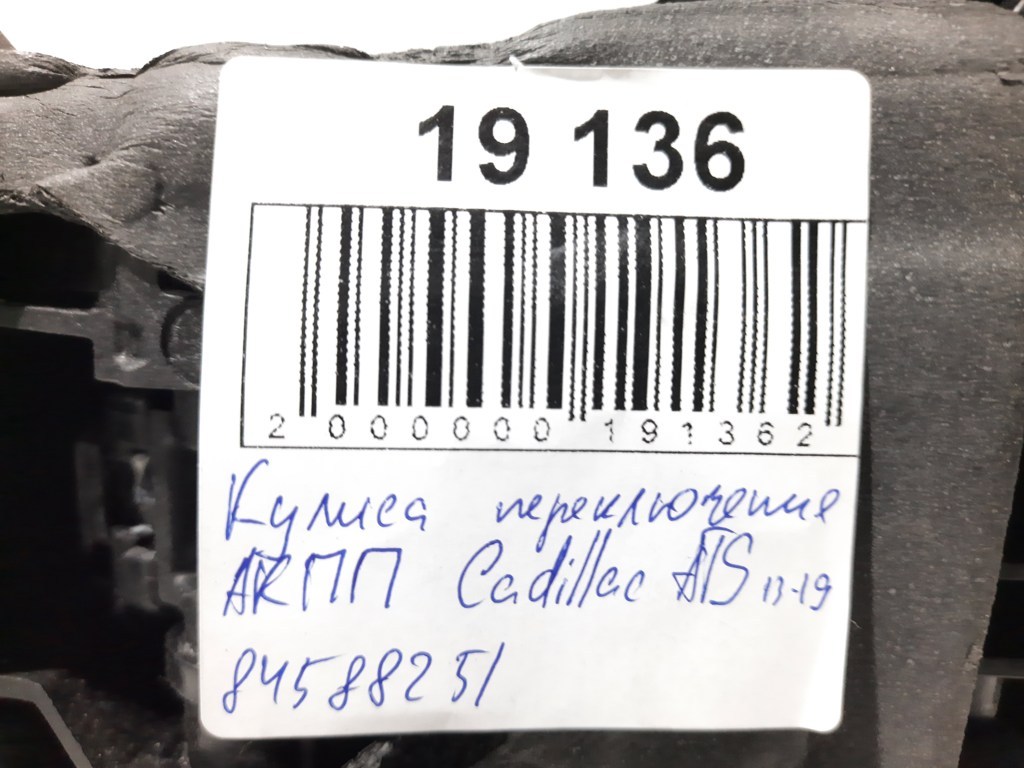 19 136
2 000000 191362
Кулиса переключения
АКПП Cadillac ATS 13-19
84588251